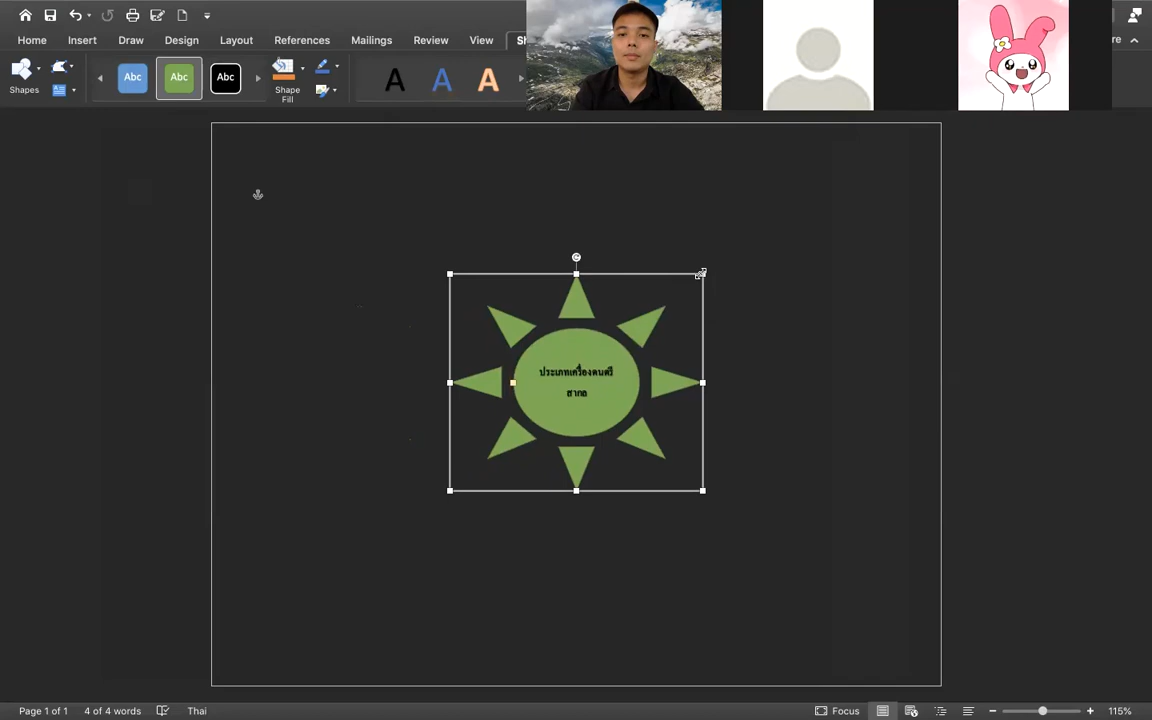 Home Insert Draw Design Layout References Mailings Review View
Abc Abc Abc
Shapes
Shape
Fill
A A A
ประเภทเครื่องดนตรี
สากล
Page 1 of 1 4 of 4 words Thai Focus 115%